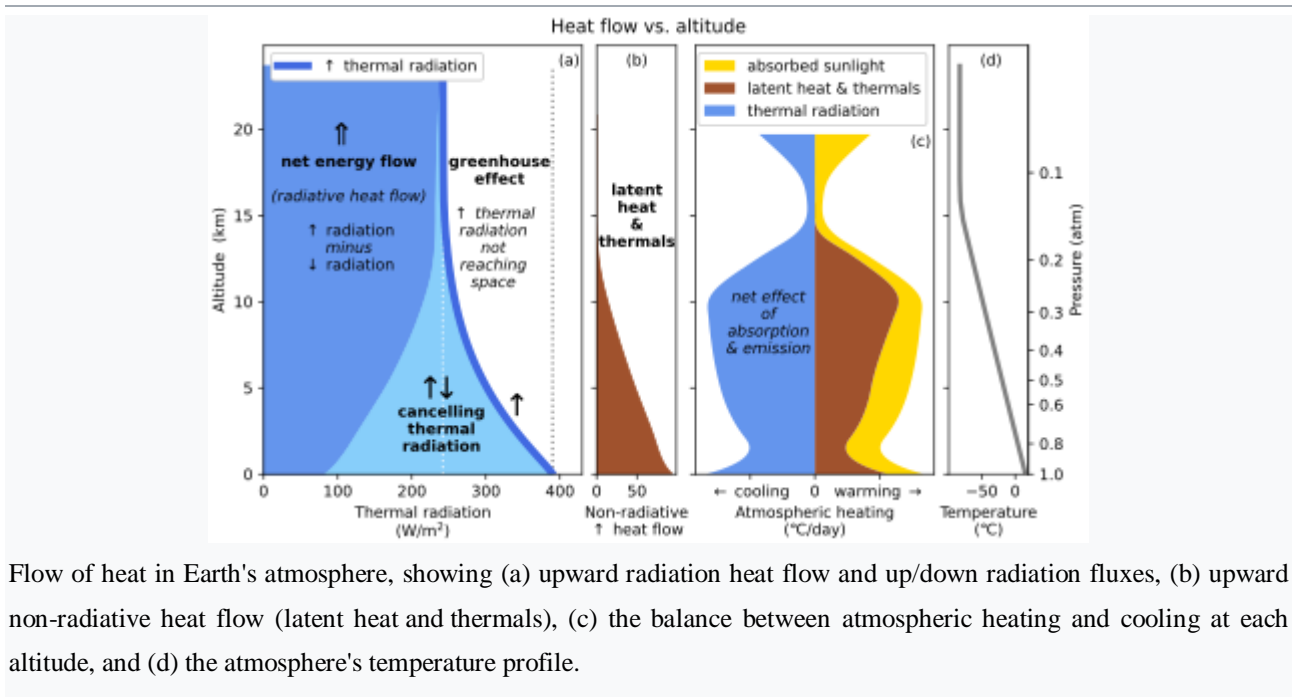 Heat flow vs. altitude
↑ thermal radiation
(a)
⇑
net energy flow
(radiative heat flow)
↑ radiation
minus
↓ radiation
greenhouse
effect
↑ thermal
radiation
not
reaching
space
↑↓
cancelling
thermal
radiation
↑
Altitude (km)
20
15
10
5
0
0 100 200 300 400
Thermal radiation
(W/m²)
(b)
latent
heat
&
thermals
0 50
Non-radiative
↑ heat flow
absorbed sunlight
latent heat & thermals
thermal radiation
(c)
net effect
of
absorption
& emission
← cooling 0 warming →
Atmospheric heating
(°C/day)
(d)
0.1
0.2
0.3
0.4
0.5
0.6
0.8
1.0
Pressure (atm)
−50 0
Temperature
(°C)
Flow of heat in Earth's atmosphere, showing (a) upward radiation heat flow and up/down radiation fluxes, (b) upward
non-radiative heat flow (latent heat and thermals), (c) the balance between atmospheric heating and cooling at each
altitude, and (d) the atmosphere's temperature profile.